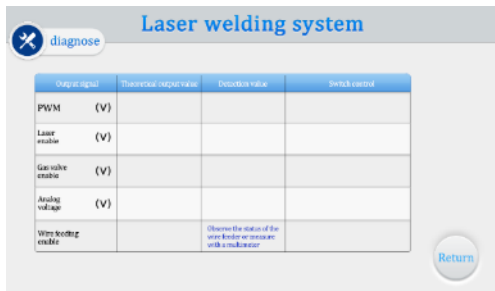 Laser welding system
diagnose
Output signal Theoretical output value Detection value Switch control
PWM (V)
Laser
enable (V)
Gas valve
enable (V)
Analog
voltage (V)
Wire feeding
enable
Observe the status of the
wire feeder or measure
with a multimeter
Return